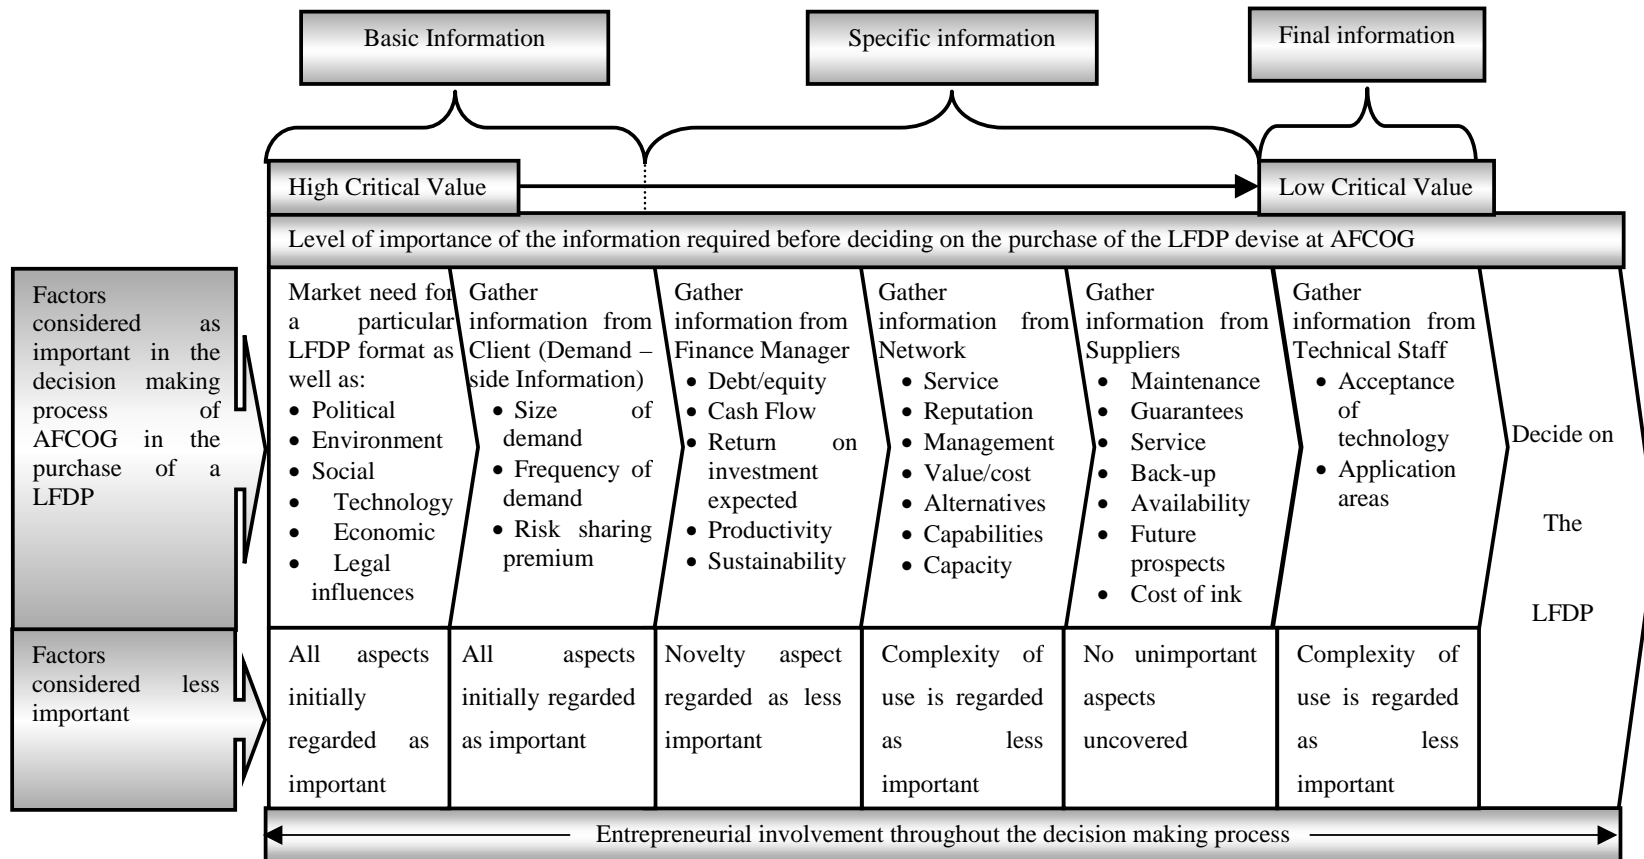 Basic Information
Specific information
Final information
High Critical Value
Low Critical Value
Level of importance of the information required before deciding on the purchase of the LFDP devise at AFCOG
Factors
considered as
important in the
decision making
process of
AFCOG in the
purchase of a
LFDP
Market need for
a particular
LFDP format as
well as:
• Political
• Environment
• Social
• Technology
• Economic
• Legal
influences
Gather
information from
Client (Demand –
side Information)
• Size of
demand
• Frequency of
demand
• Risk sharing
premium
Gather
information from
Finance Manager
• Debt/equity
• Cash Flow
• Return on
investment
expected
• Productivity
• Sustainability
Gather
information from
Network
• Service
• Reputation
• Management
• Value/cost
• Alternatives
• Capabilities
• Capacity
Gather
information from
Suppliers
• Maintenance
• Guarantees
• Service
• Back-up
• Availability
• Future
prospects
• Cost of ink
Gather
information from
Technical Staff
• Acceptance
of
technology
• Application
areas
Decide on
The
LFDP
Factors
considered less
important
All aspects
initially
regarded as
important
All aspects
initially regarded
as important
Novelty aspect
regarded as less
important
Complexity of
use is regarded
as less
important
No unimportant
aspects
uncovered
Complexity of
use is regarded
as less
important
Entrepreneurial involvement throughout the decision making process